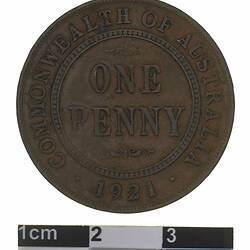 COMMONWEALTH OF AUSTRALIA
ONE
PENNY
1921
1cm 2 3